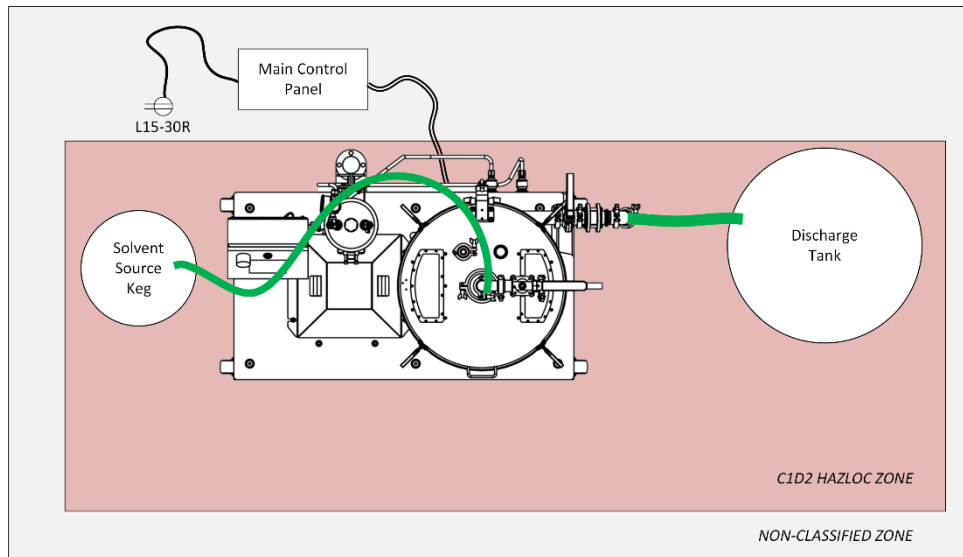 Main Control
Panel
L15-30R
Solvent
Source
Keg
Discharge
Tank
C1D2 HAZLOC ZONE
NON-CLASSIFIED ZONE